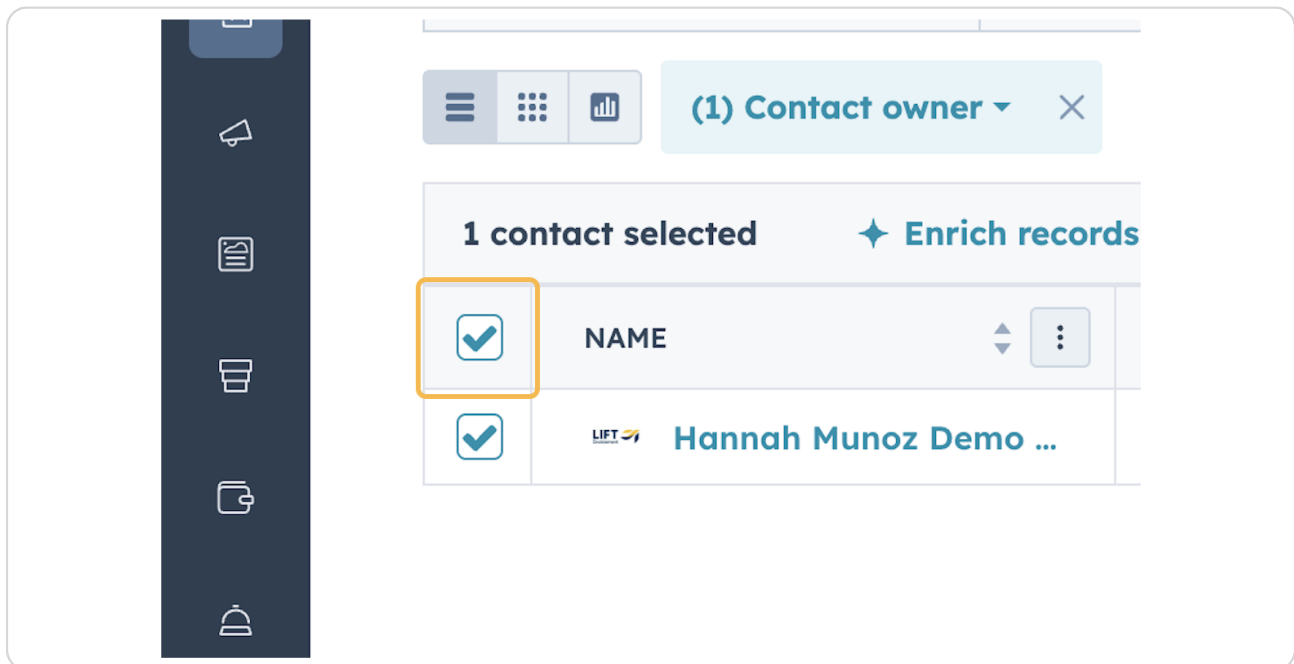 (1) Contact owner
1 contact selected
Enrich records
NAME
LIFT
Hannah Munoz Demo ...